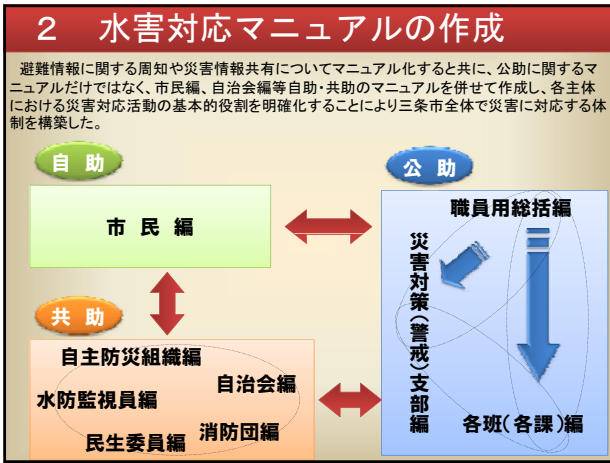 2 水害対応マニュアルの作成
避難情報に関する周知や災害情報共有についてマニュアル化すると共に、公助に関するマ
ニュアルだけではなく、市民編、自治会編等自助・共助のマニュアルを併せて作成し、各主体
における災害対応活動の基本的役割を明確化することにより三条市全体で災害に対応する体
制を構築した。
自 助
市 民 編
共 助
自主防災組織編
自治会編
水防監視員編
消防団編
民生委員編
公 助
職員用総括編
災害対策(警戒)支部編
各班(各課)編